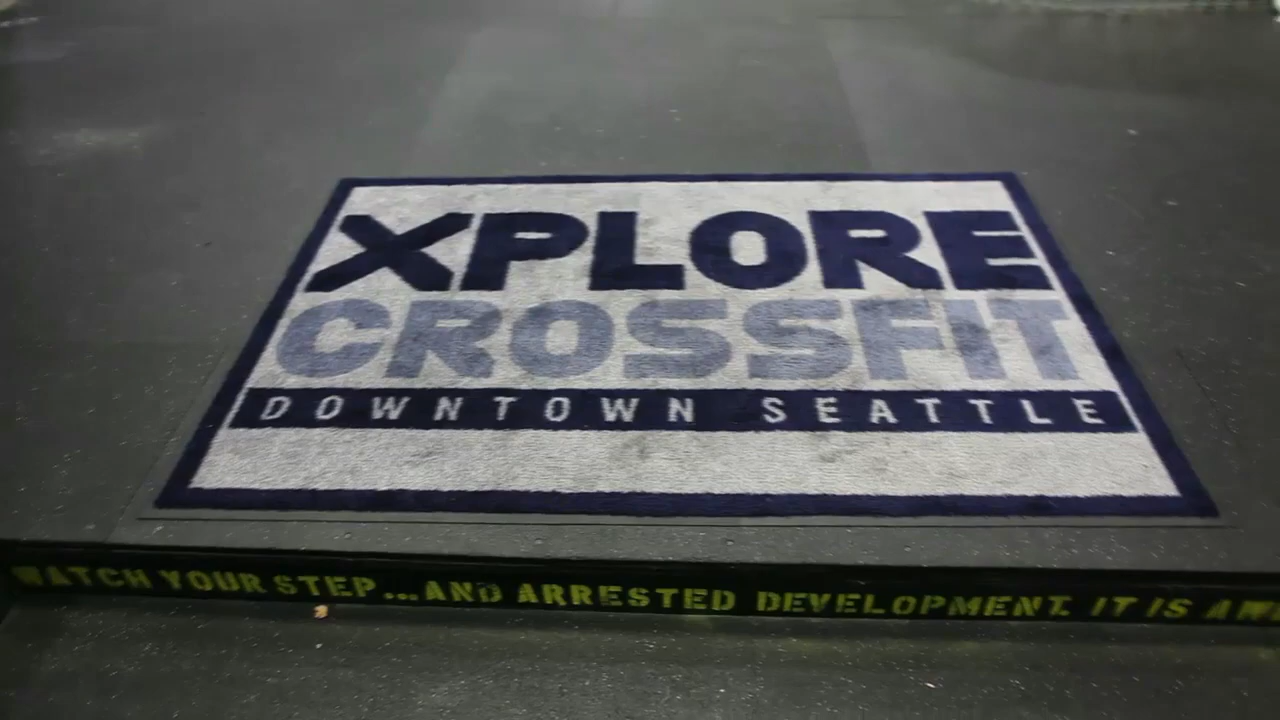 XPLORE
CROSSFIT
DOWNTOWN SEATTLE
WATCH YOUR STEP...AND ARRESTED DEVELOPMENT. IT IS